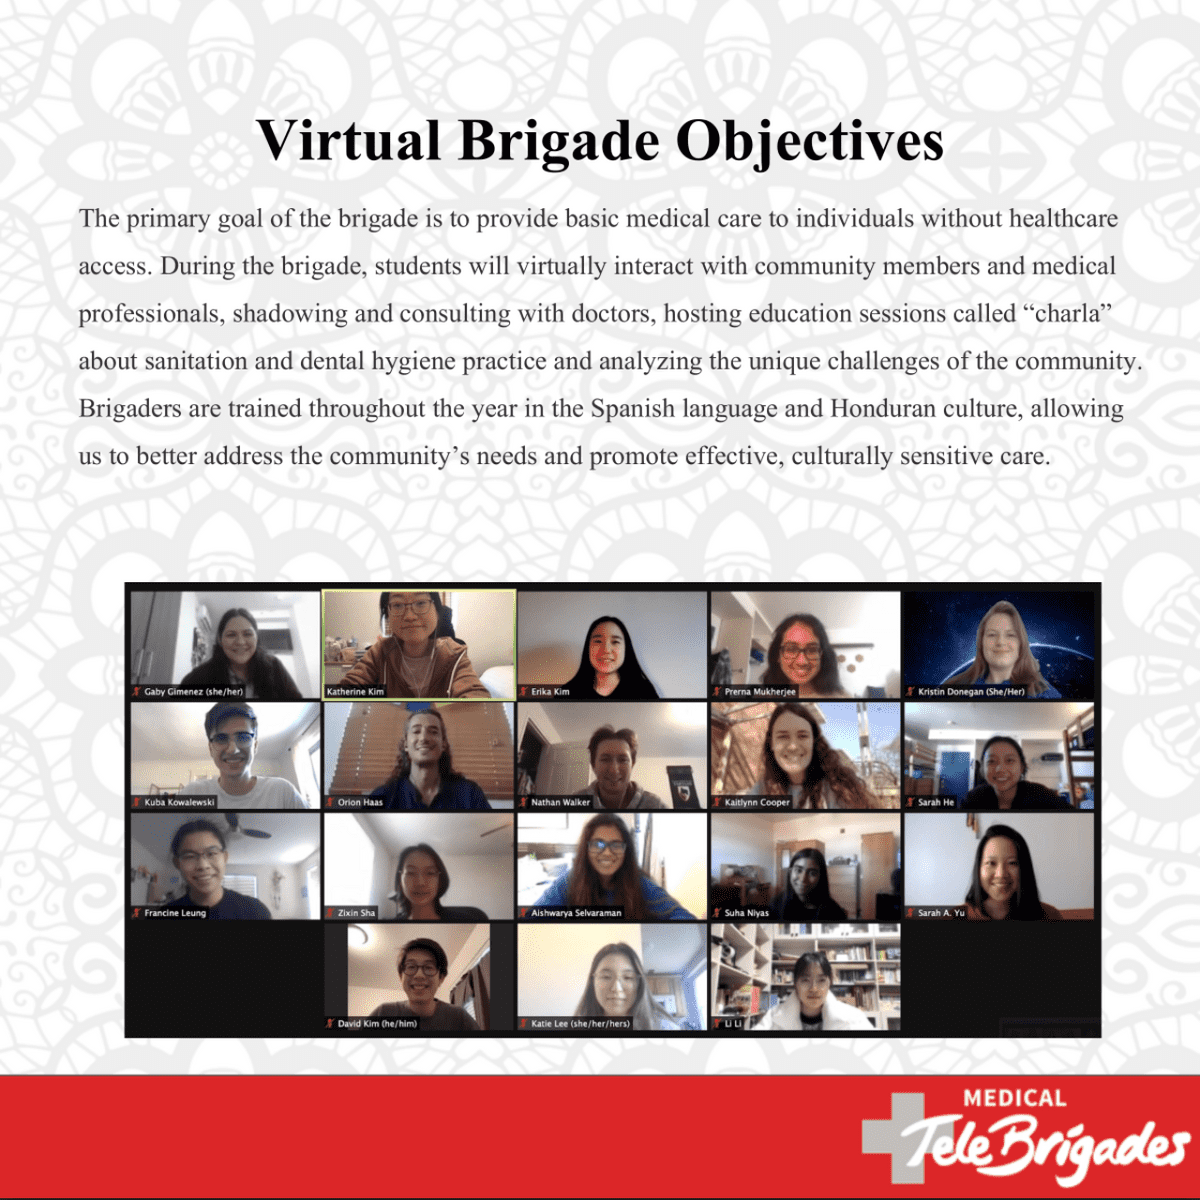 Virtual Brigade Objectives
The primary goal of the brigade is to provide basic medical care to individuals without healthcare
access. During the brigade, students will virtually interact with community members and medical
professionals, shadowing and consulting with doctors, hosting education sessions called “charla”
about sanitation and dental hygiene practice and analyzing the unique challenges of the community.
Brigaders are trained throughout the year in the Spanish language and Honduran culture, allowing
us to better address the community’s needs and promote effective, culturally sensitive care.
Gaby Gimenez (she/her)
Katherine Kim
Erika Kim
Prerna Mukherjee
Kristin Donegan (She/Her)
Kuba Kowalewski
Orion Haas
Nathan Walker
Kaitlynn Cooper
Sarah He
Francine Leung
Zixin Sha
Aishwarya Selvaraman
Suha Niyas
Sarah A. Yu
David Kim (he/him)
Katie Lee (she/her/hers)
Li Li
MEDICAL
TeleBrigades